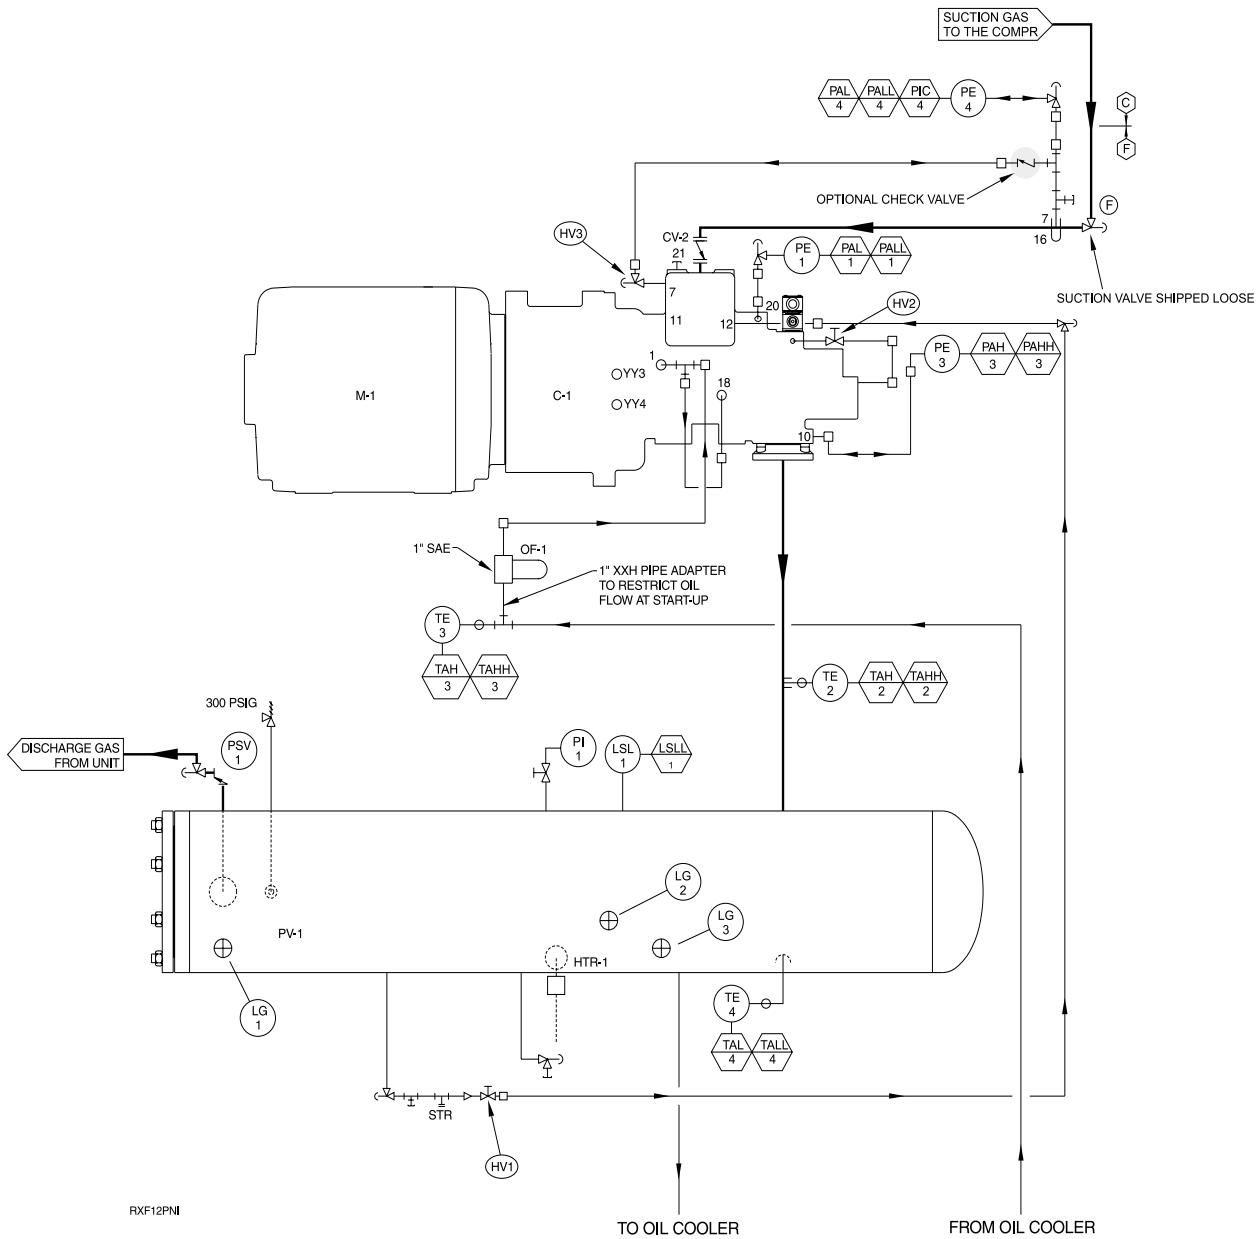 SUCTION GAS
TO THE COMPR
PAL
4
PALL
4
PIC
4
PE
4
C
F
OPTIONAL CHECK VALVE
7
16
F
SUCTION VALVE SHIPPED LOOSE
HV3
CV-2
21
PE
1
PAL
1
PALL
1
7
11
12
20
HV2
PE
3
PAH
3
PAHH
3
M-1
C-1
1
YY3
YY4
18
10
1" SAE
OF-1
1" XXH PIPE ADAPTER
TO RESTRICT OIL
FLOW AT START-UP
TE
3
TAH
3
TAHH
3
TE
2
TAH
2
TAHH
2
300 PSIG
DISCHARGE GAS
FROM UNIT
PSV
1
PI
1
LSL
1
LSLL
1
LG
2
LG
3
PV-1
HTR-1
LG
1
TE
4
TAL
4
TALL
4
STR
HV1
RXF12PNI
TO OIL COOLER
FROM OIL COOLER